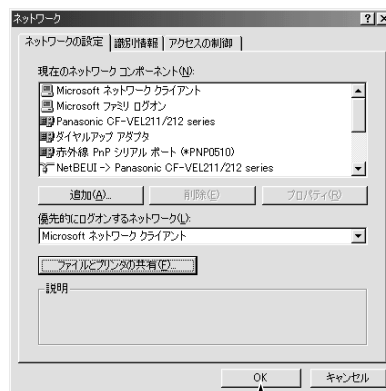 ネットワーク
ネットワークの設定 識別情報 アクセスの制御
現在のネットワーク コンポーネント(N):
Microsoft ネットワーク クライアント
Microsoft ファミリ ログオン
Panasonic CF-VEL211/212 series
ダイヤルアップ アダプタ
赤外線 PnP シリアル ポート (*PNP0510)
NetBEUI -> Panasonic CF-VEL211/212 series
追加(A)... 削除(E) プロパティ(R)
優先的にログオンするネットワーク(L):
Microsoft ネットワーク クライアント
ファイルとプリンタの共有(F)...
説明
OK キャンセル